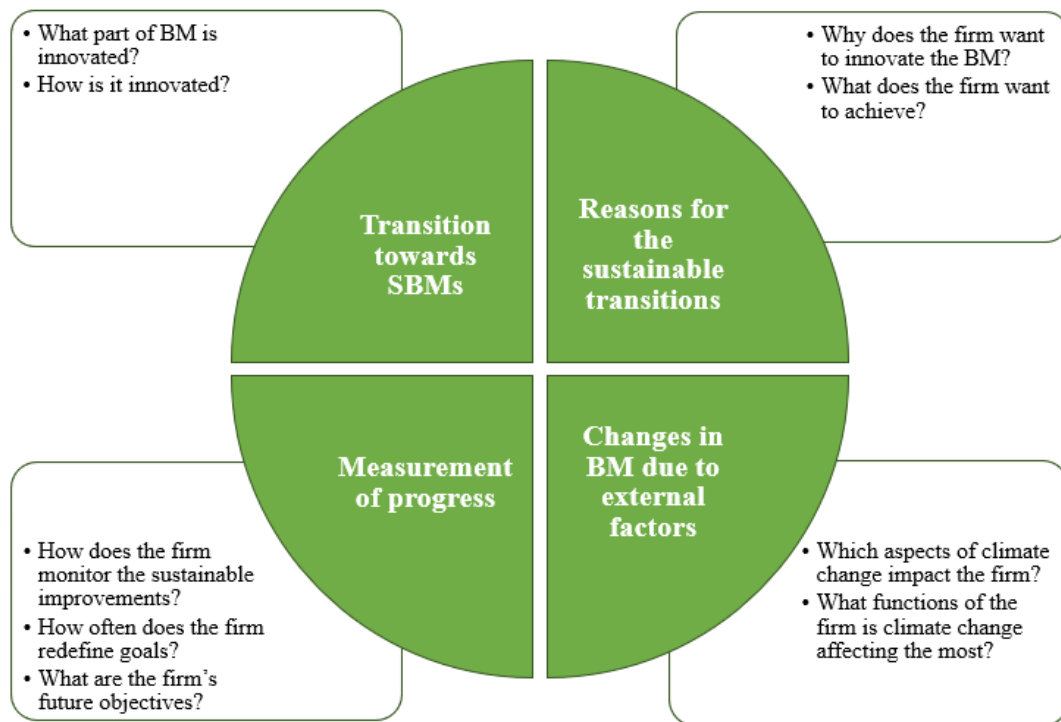 • What part of BM is
innovated?
• How is it innovated?
• Why does the firm want
to innovate the BM?
• What does the firm want
to achieve?
Transition
towards
SBMs
Reasons for
the
sustainable
transitions
Measurement
of progress
Changes in
BM due to
external
factors
• How does the firm
monitor the sustainable
improvements?
• How often does the firm
redefine goals?
• What are the firm’s
future objectives?
• Which aspects of climate
change impact the firm?
• What functions of the
firm is climate change
affecting the most?